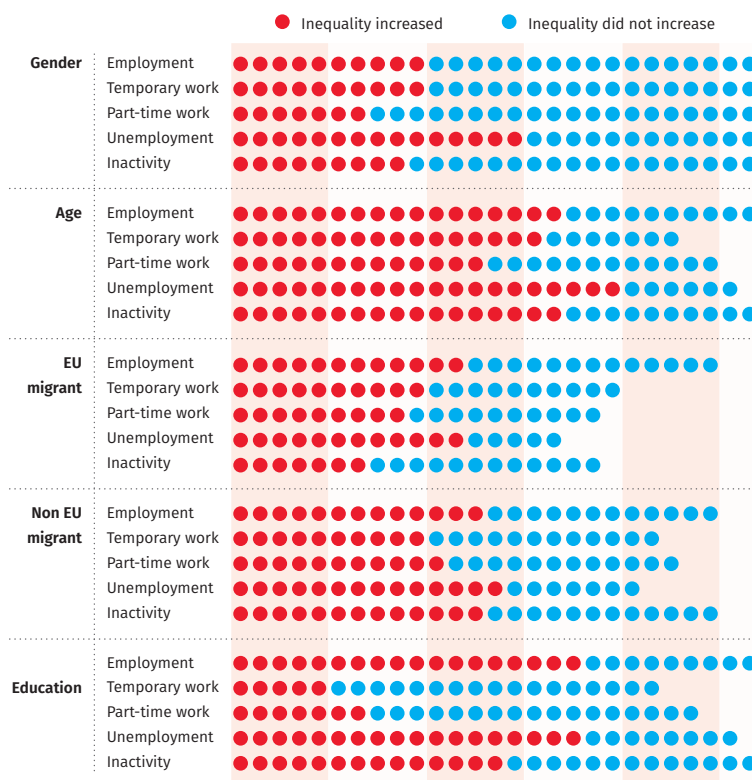 Inequality increased Inequality did not increase
Gender Employment
Temporary work
Part-time work
Unemployment
Inactivity
Age Employment
Temporary work
Part-time work
Unemployment
Inactivity
EU Employment
migrant Temporary work
Part-time work
Unemployment
Inactivity
Non EU Employment
migrant Temporary work
Part-time work
Unemployment
Inactivity
Employment
Education Temporary work
Part-time work
Unemployment
Inactivity